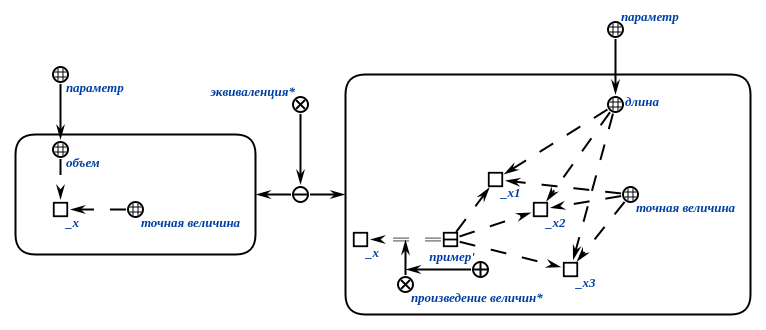 параметр
параметр
эквиваленция*
длина
объем
_x1
точная величина
_x
точная величина
_x2
_x
пример'
_x3
произведение величин*